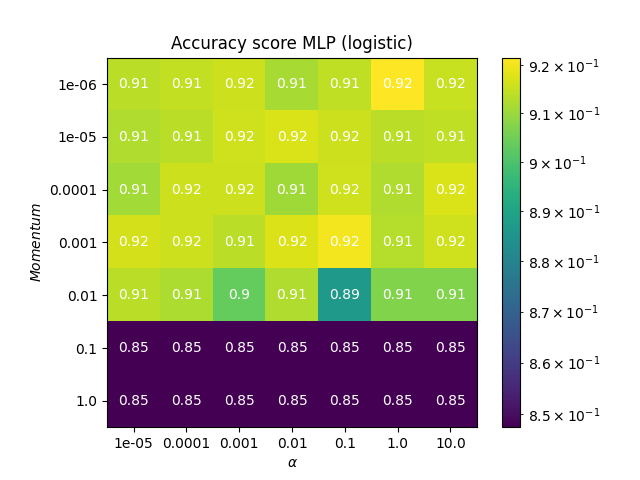 Accuracy score MLP (logistic)
Momentum
1e-06 0.91 0.91 0.92 0.91 0.91 0.92 0.92
1e-05 0.91 0.91 0.92 0.92 0.92 0.91 0.91
0.0001 0.91 0.92 0.92 0.91 0.92 0.91 0.92
0.001 0.92 0.92 0.91 0.92 0.92 0.91 0.92
0.01 0.91 0.91 0.9 0.91 0.89 0.91 0.91
0.1 0.85 0.85 0.85 0.85 0.85 0.85 0.85
1.0 0.85 0.85 0.85 0.85 0.85 0.85 0.85
1e-05 0.0001 0.001 0.01 0.1 1.0 10.0
α
9.2 × 10⁻¹
9.1 × 10⁻¹
9 × 10⁻¹
8.9 × 10⁻¹
8.8 × 10⁻¹
8.7 × 10⁻¹
8.6 × 10⁻¹
8.5 × 10⁻¹